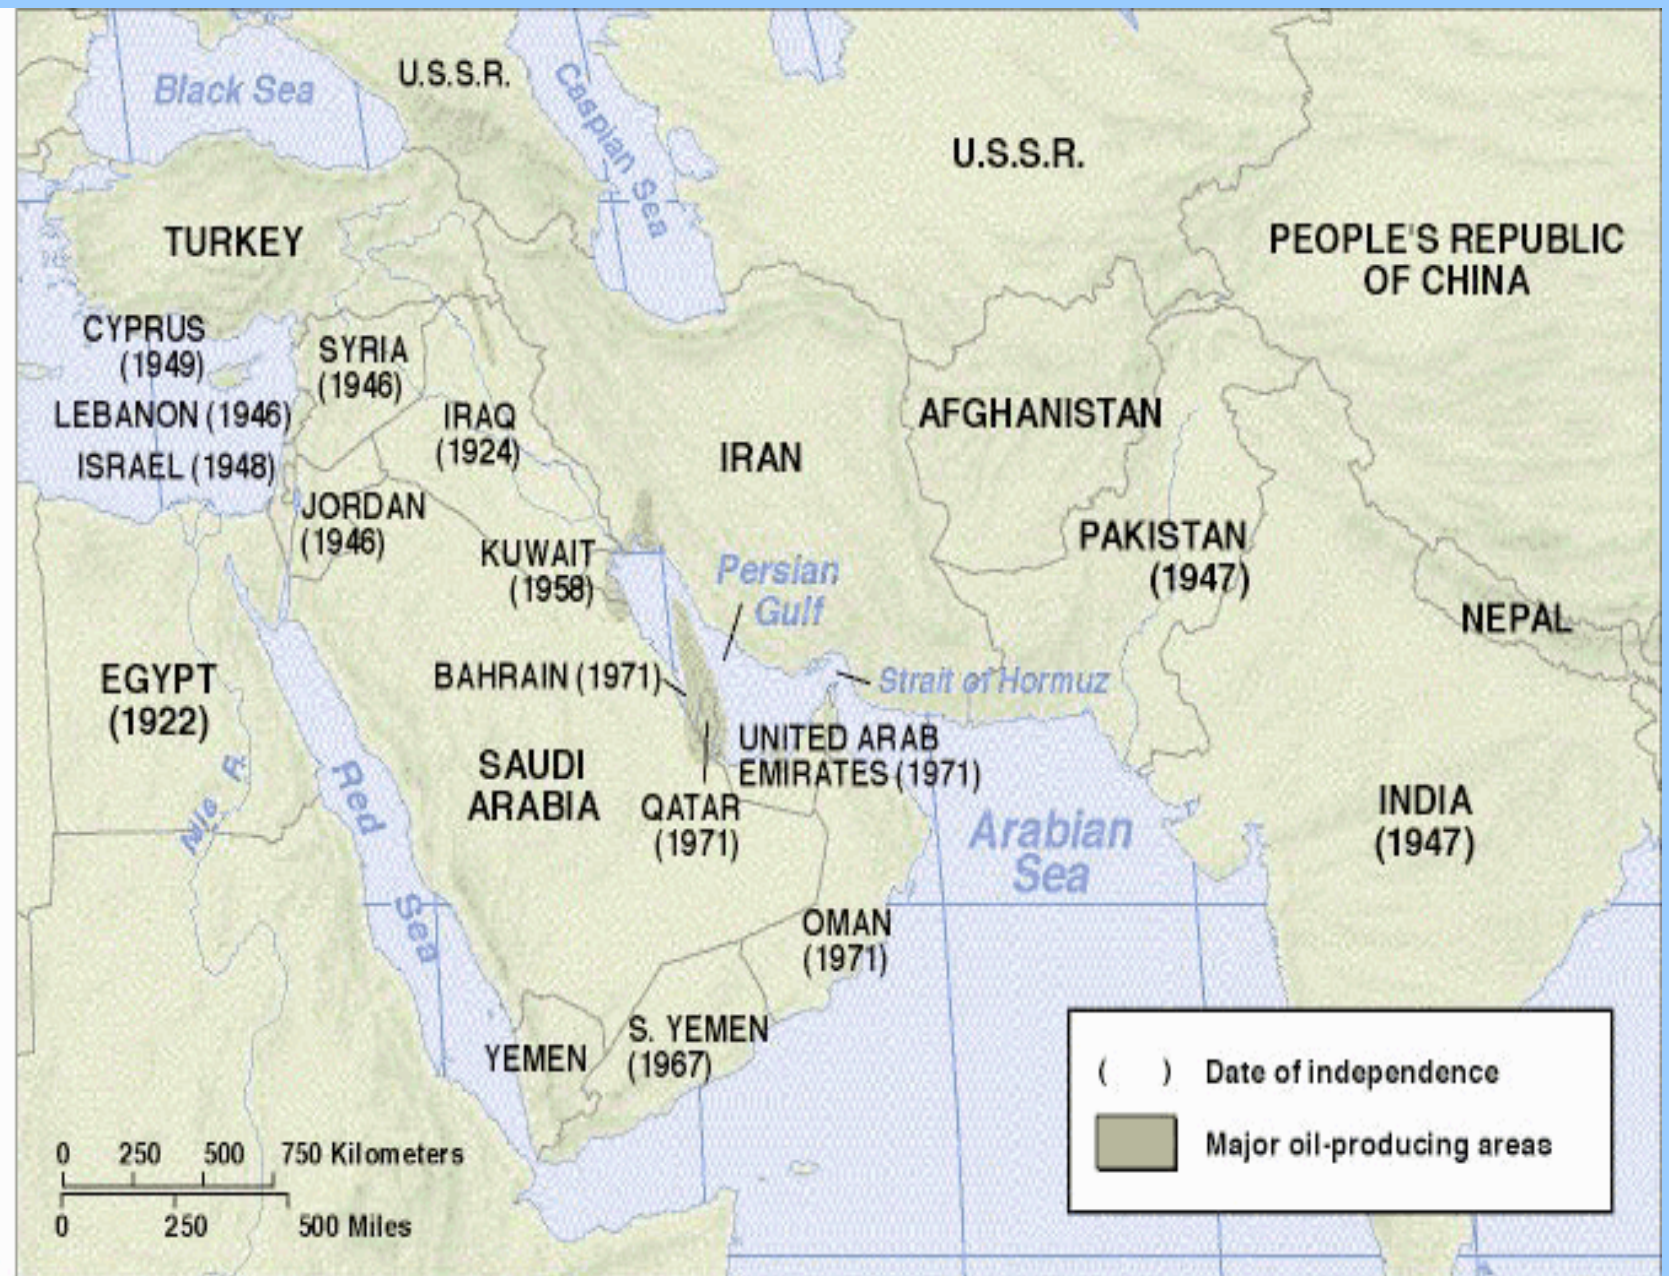 Black Sea
U.S.S.R.
Caspian Sea
U.S.S.R.
TURKEY
PEOPLE'S REPUBLIC
OF CHINA
CYPRUS
(1949)
SYRIA
(1946)
LEBANON (1946)
IRAQ
(1924)
AFGHANISTAN
ISRAEL (1948)
IRAN
JORDAN
(1946)
KUWAIT
(1958)
PAKISTAN
(1947)
Persian
Gulf
NEPAL
EGYPT
(1922)
BAHRAIN (1971)
Strait of Hormuz
UNITED ARAB
EMIRATES (1971)
SAUDI
ARABIA
QATAR
(1971)
Nle R.
Red Sea
Arabian
Sea
INDIA
(1947)
OMAN
(1971)
S. YEMEN
(1967)
YEMEN
( ) Date of independence
Major oil-producing areas
0 250 500 750 Kilometers
0 250 500 Miles